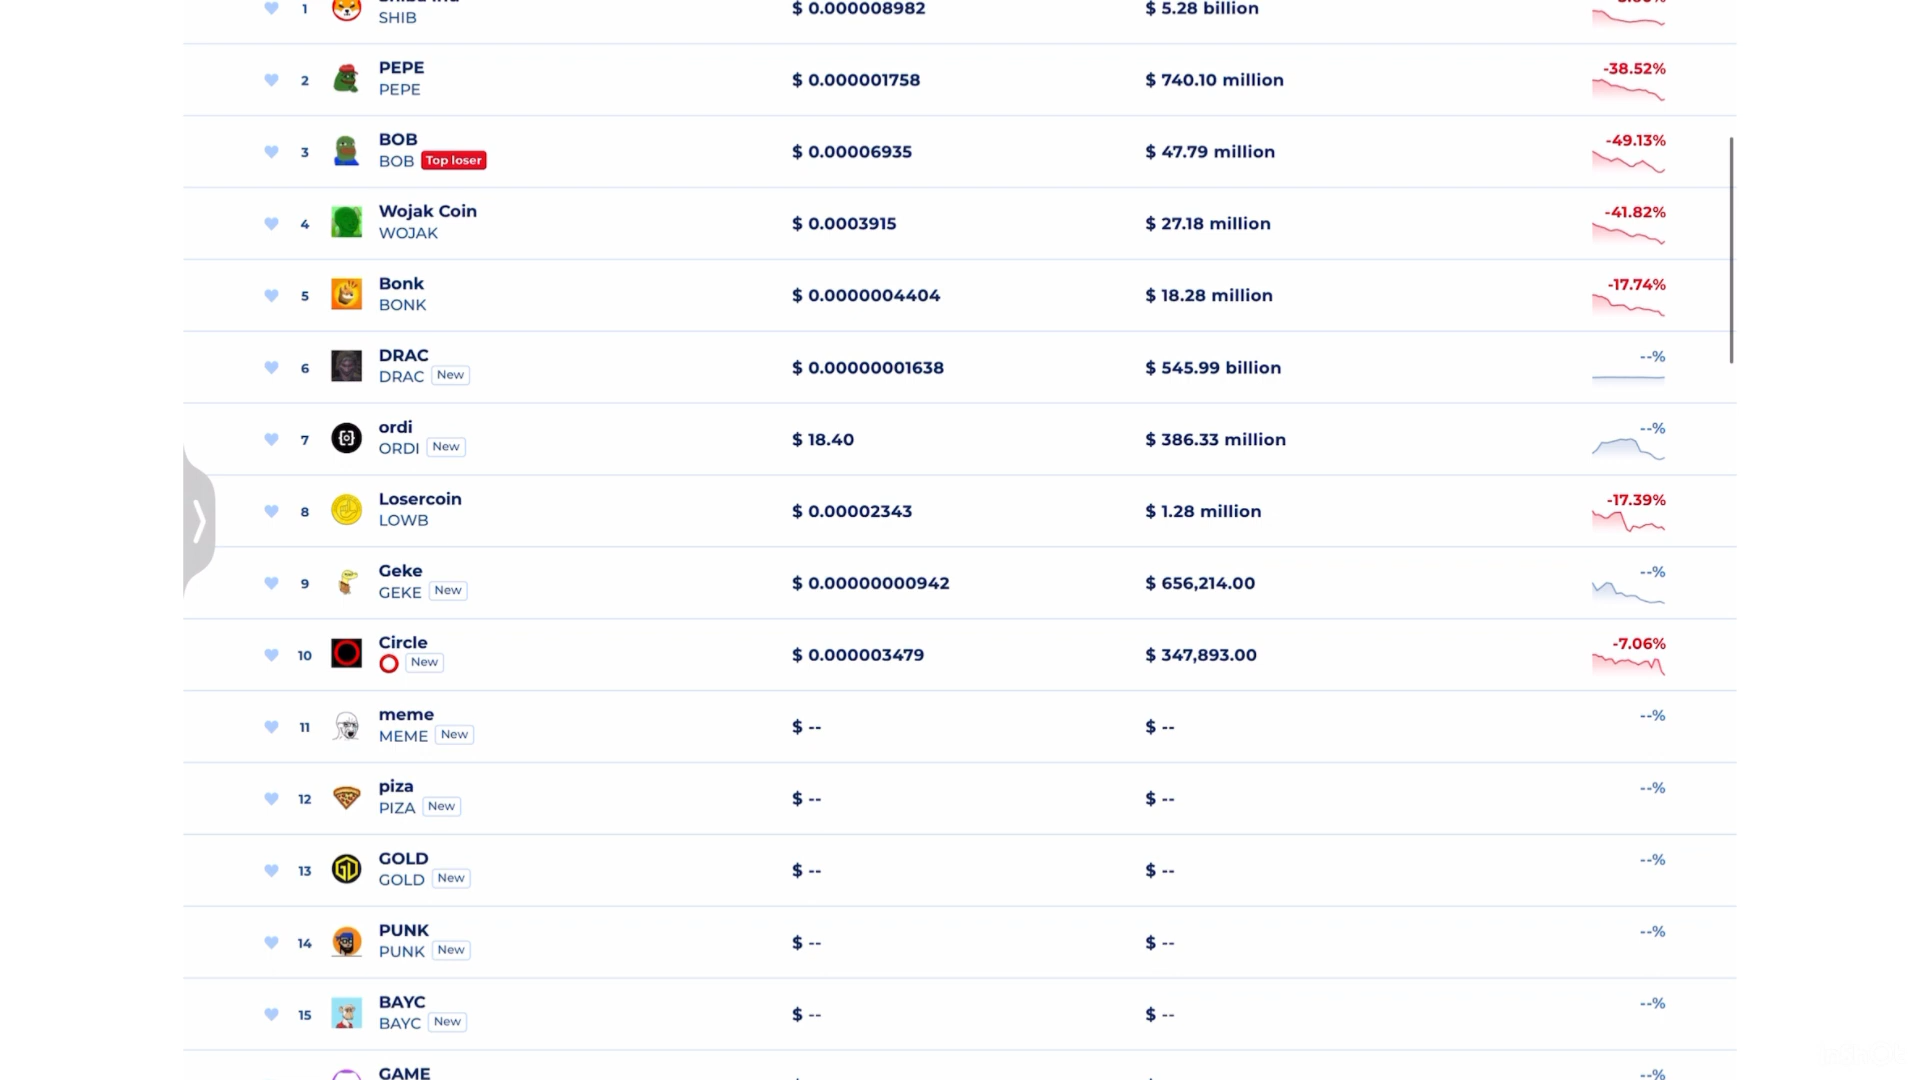 1 SHIB $ 0.000008982 $ 5.28 billion
PEPE
2 PEPE $ 0.000001758 $ 740.10 million -38.52%
BOB
3 BOB Top loser $ 0.00006935 $ 47.79 million -49.13%
Wojak Coin
4 WOJAK $ 0.0003915 $ 27.18 million -41.82%
Bonk
5 BONK $ 0.0000004404 $ 18.28 million -17.74%
DRAC
6 DRAC New $ 0.00000001638 $ 545.99 billion --%
ordi
7 ORDI New $ 18.40 $ 386.33 million --%
Losercoin
8 LOWB $ 0.00002343 $ 1.28 million -17.39%
Geke
9 GEKE New $ 0.00000000942 $ 656,214.00 --%
Circle
10 New $ 0.000003479 $ 347,893.00 -7.06%
meme
11 MEME New $ -- $ -- --%
piza
12 PIZA New $ -- $ -- --%
GOLD
13 GOLD New $ -- $ -- --%
PUNK
14 PUNK New $ -- $ -- --%
BAYC
15 BAYC New $ -- $ -- --%
GAME --%